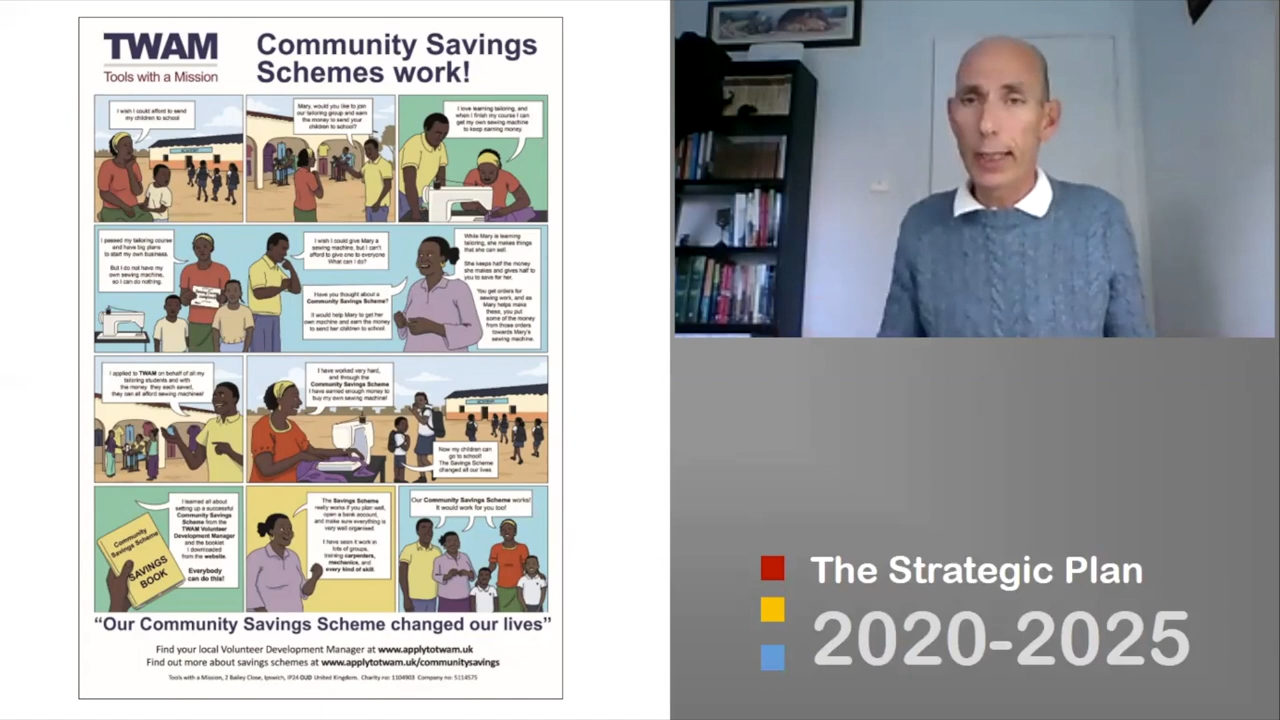 TWAM
Tools with a Mission
Community Savings
Schemes work!
I wish I could afford to send
my children to school
Mary, would you like to join
our tailoring group and earn
the money to send your
children to school?
I love learning tailoring, and
when I finish my course I can
get my own sewing machine
to keep earning money.
I passed my tailoring course
and have big plans
to start my own business.
But I do not have my
own sewing machine,
so I can do nothing.
I wish I could give Mary a
sewing machine, but I can't
afford to give one to everyone
What can I do?
Have you thought about a
Community Savings Scheme?
It would help Mary to get her
own machine and earn the money
to send her children to school.
While Mary is learning
tailoring, she makes things
that she can sell.
She keeps half the money
she makes and gives half to
you to save for her.
You get orders for
sewing work, and as
Mary helps make
these, you put
some of the money
from those orders
towards Mary's
sewing machine.
I applied to TWAM on behalf of all my
tailoring students and with
the money they each saved,
they can all afford sewing machines!
I have worked very hard,
and through the
Community Savings Scheme
I have earned enough money to
buy my own sewing machine!
Now my children can
go to school!
The Savings Scheme
changed all our lives
Community
Savings Scheme
SAVINGS
BOOK
I learned all about
setting up a successful
Community Savings
Scheme from the
TWAM Volunteer
Development Manager
and the booklet
I downloaded
from the website.
Everybody
can do this!
The Savings Scheme
really works if you plan well,
open a bank account,
and make sure everything is
very well organised.
I have seen it work in
lots of groups,
training carpenters,
mechanics, and
every kind of skill.
Our Community Savings Scheme works!
It would work for you too!
“Our Community Savings Scheme changed our lives”
Find your local Volunteer Development Manager at www.applytotwam.uk
Find out more about savings schemes at www.applytotwam.uk/communitysavings
Tools with a Mission, 2 Bailey Close, Ipswich, IP24 0UD United Kingdom. Charity no: 1104903 Company no: 5114575
The Strategic Plan
2020-2025